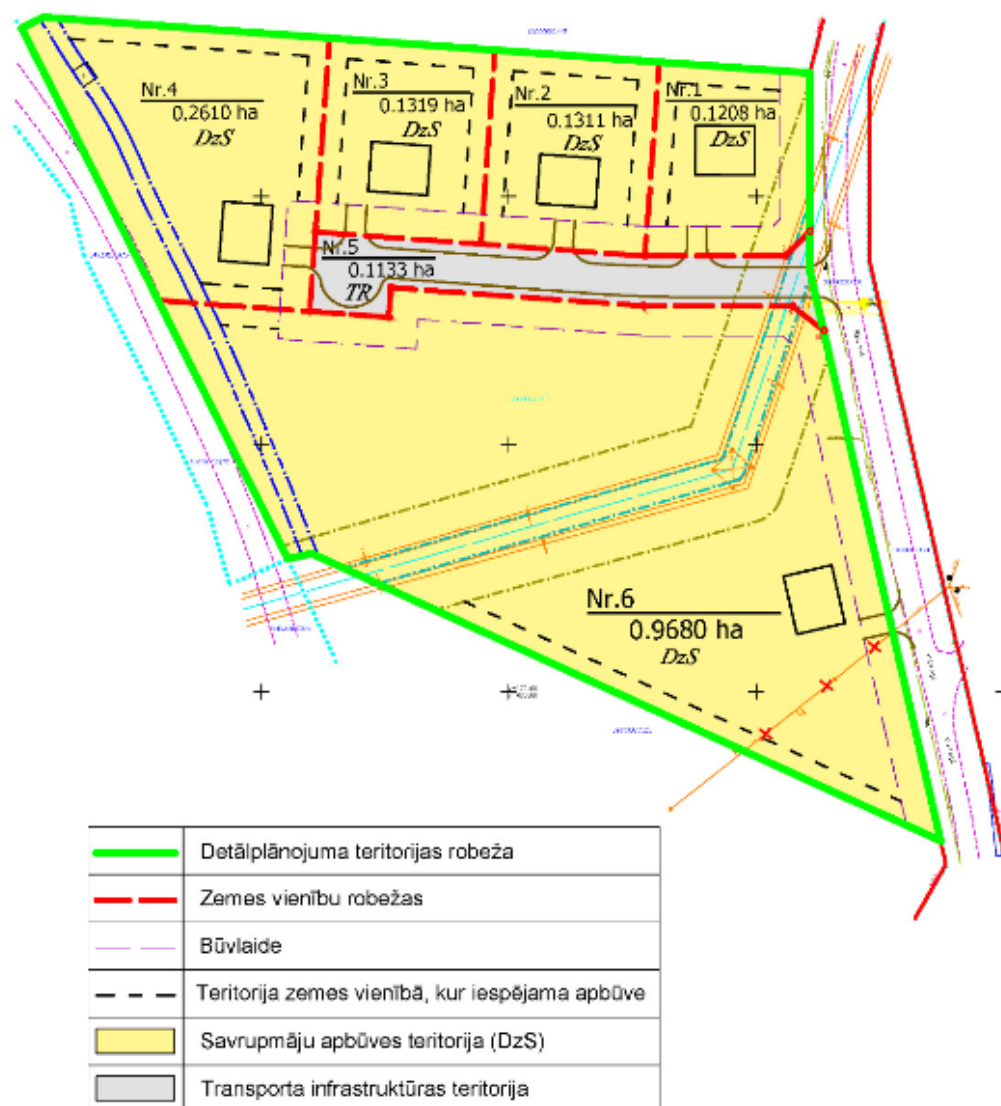 Nr.4
0.2610 ha
DzS
Nr.3
0.1319 ha
DzS
Nr.2
0.1311 ha
DzS
Nr.1
0.1208 ha
DzS
Nr.5
0.1133 ha
TR
Nr.6
0.9680 ha
DzS
Detālplānojuma teritorijas robeža
Zemes vienību robežas
Būvlaide
Teritorija zemes vienībā, kur iespējama apbūve
Savrupmāju apbūves teritorija (DzS)
Transporta infrastruktūras teritorija